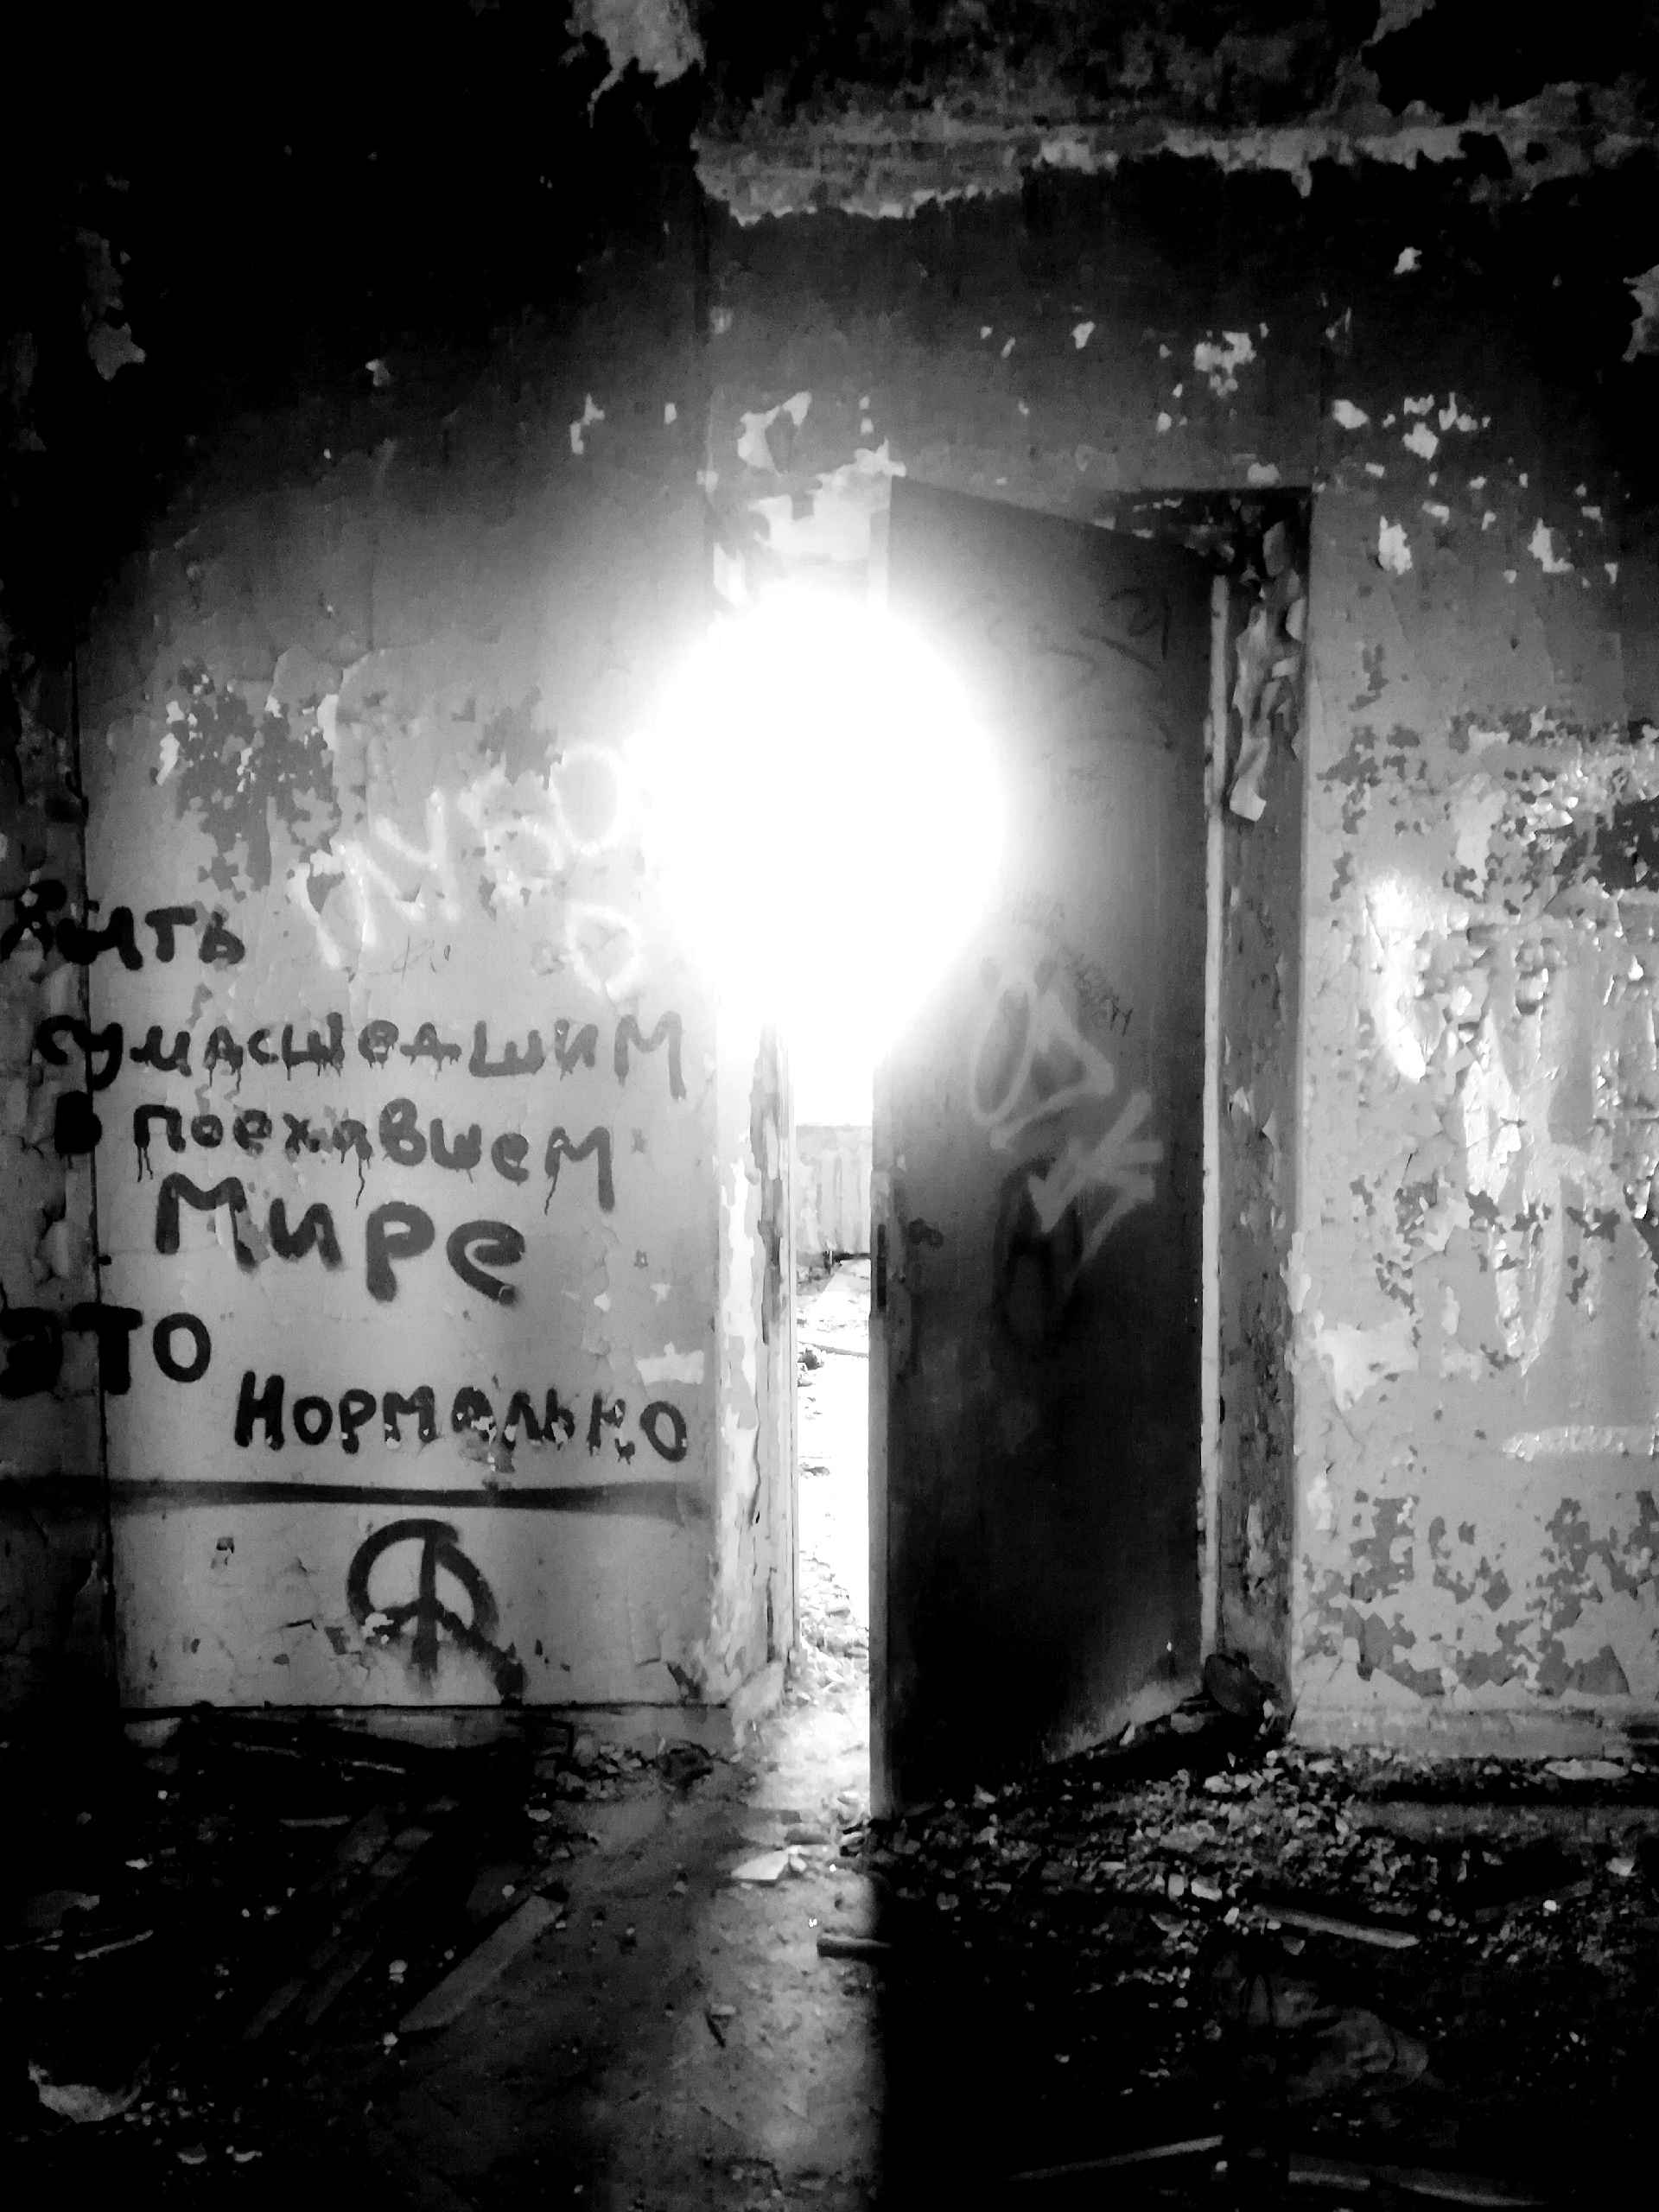 Быть
сумасшедшим
в поехавшем
Мире
это
нормально